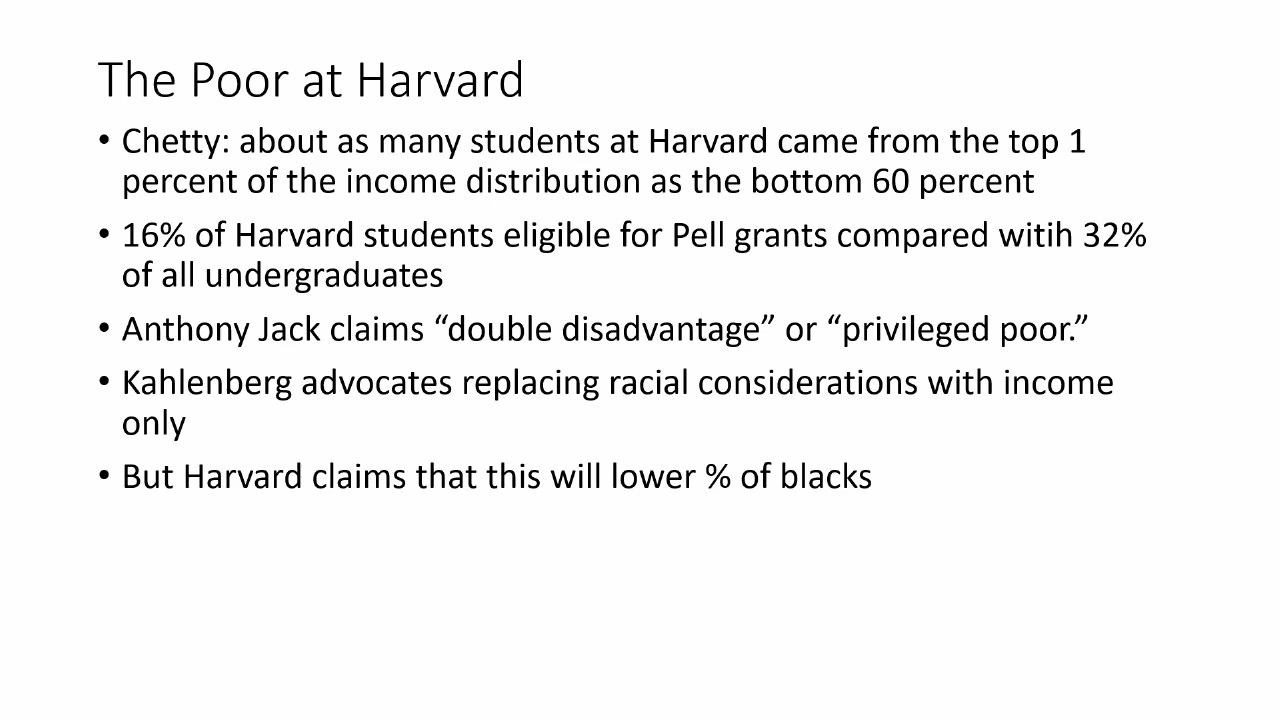 The Poor at Harvard
• Chetty: about as many students at Harvard came from the top 1
percent of the income distribution as the bottom 60 percent
• 16% of Harvard students eligible for Pell grants compared witih 32%
of all undergraduates
• Anthony Jack claims “double disadvantage” or “privileged poor.”
• Kahlenberg advocates replacing racial considerations with income
only
• But Harvard claims that this will lower % of blacks